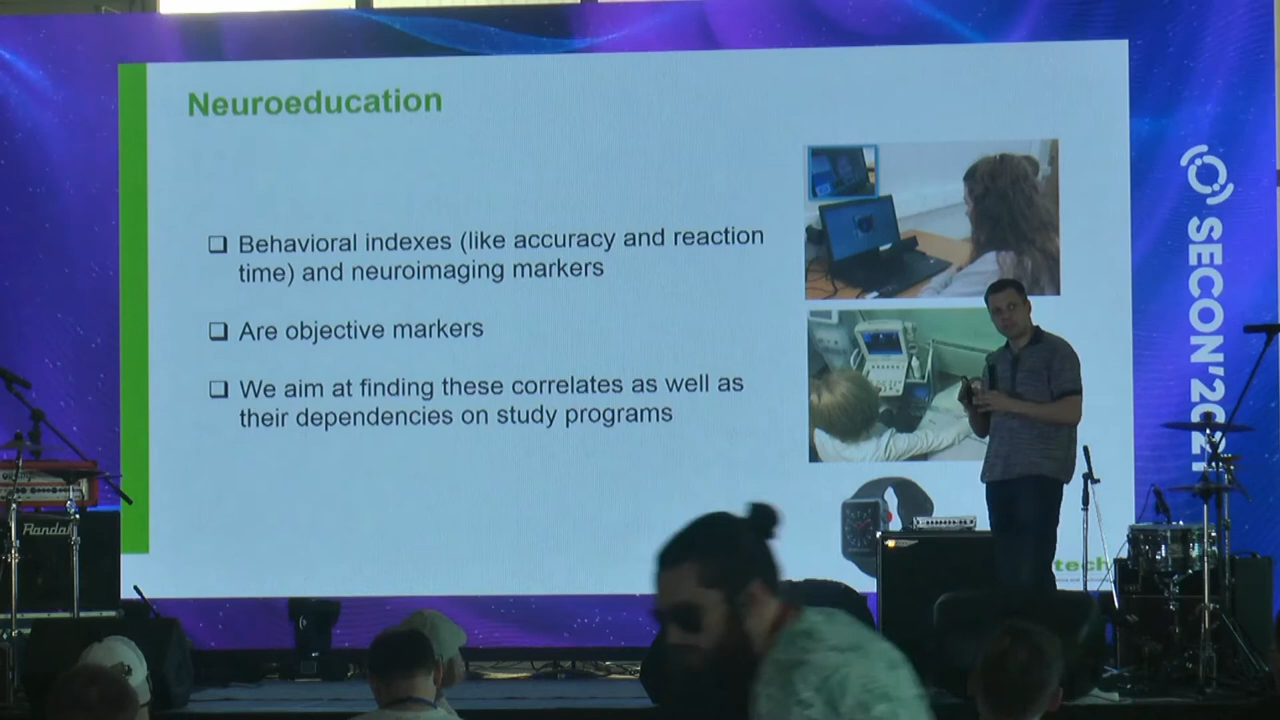 Neuroeducation
Behavioral indexes (like accuracy and reaction
time) and neuroimaging markers
Are objective markers
We aim at finding these correlates as well as
their dependencies on study programs
SECON'2021
Randall
tech